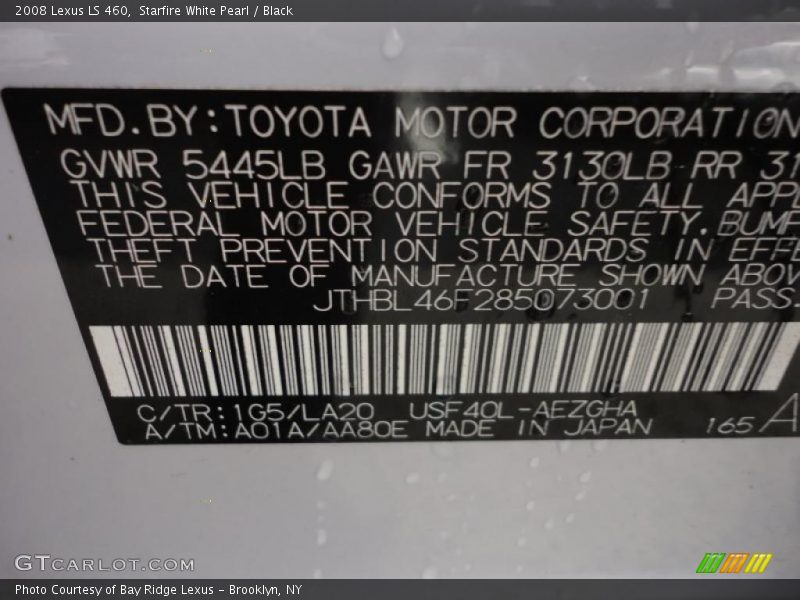 2008 Lexus LS 460, Starfire White Pearl / Black
MFD.BY:TOYOTA MOTOR CORPORATION
GVWR 5445LB GAWR FR 3130LB RR 31
THIS VEHICLE CONFORMS TO ALL APPL
FEDERAL MOTOR VEHICLE SAFETY.BUMP
THEFT PREVENTION STANDARDS IN EFFE
THE DATE OF MANUFACTURE SHOWN ABOV
JTHBL46F285073001 PASS.
C/TR:1G5/LA20 USF40L-AEZGHA
A/TM:A01A/AA80E MADE IN JAPAN 165 A
GTCARLOT.COM
Photo Courtesy of Bay Ridge Lexus - Brooklyn, NY